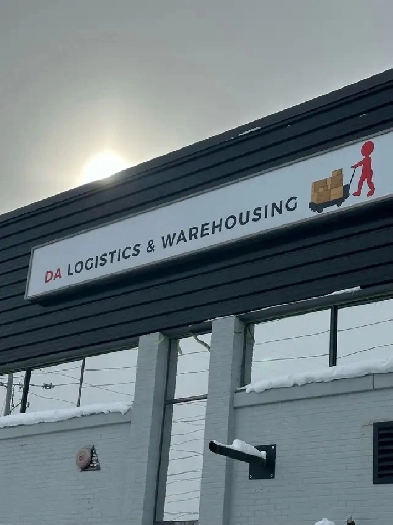 DA LOGISTICS & WAREHOUSING